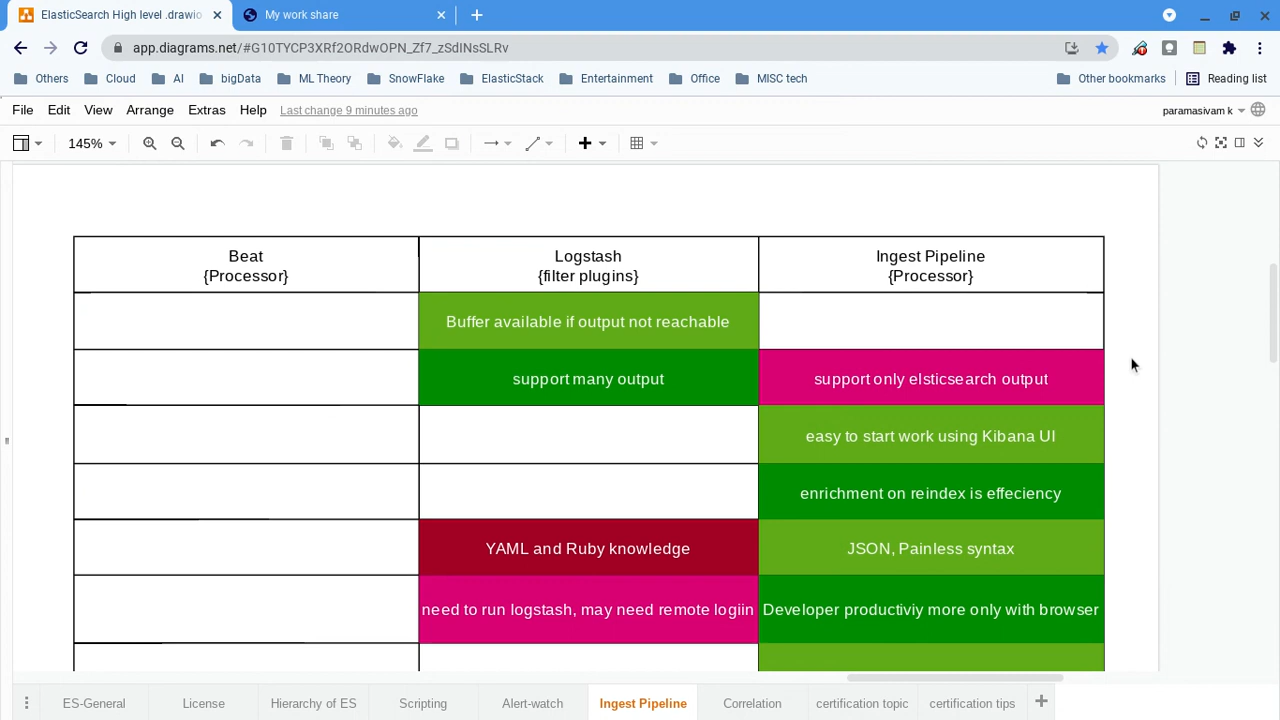 ElasticSearch High level .drawio
My work share
app.diagrams.net/#G10TYCP3XRf2ORdwOPN_Zf7_zSdINsSLRv
Others Cloud AI bigData ML Theory SnowFlake ElasticStack Entertainment Office MISC tech Other bookmarks Reading list
File Edit View Arrange Extras Help Last change 9 minutes ago paramasivam k
145%
Beat
{Processor}
Logstash
{filter plugins}
Ingest Pipeline
{Processor}
Buffer available if output not reachable
support many output
support only elsticsearch output
easy to start work using Kibana UI
enrichment on reindex is effeciency
YAML and Ruby knowledge
JSON, Painless syntax
need to run logstash, may need remote logiin
Developer productiviy more only with browser
ES-General License Hierarchy of ES Scripting Alert-watch Ingest Pipeline Correlation certification topic certification tips